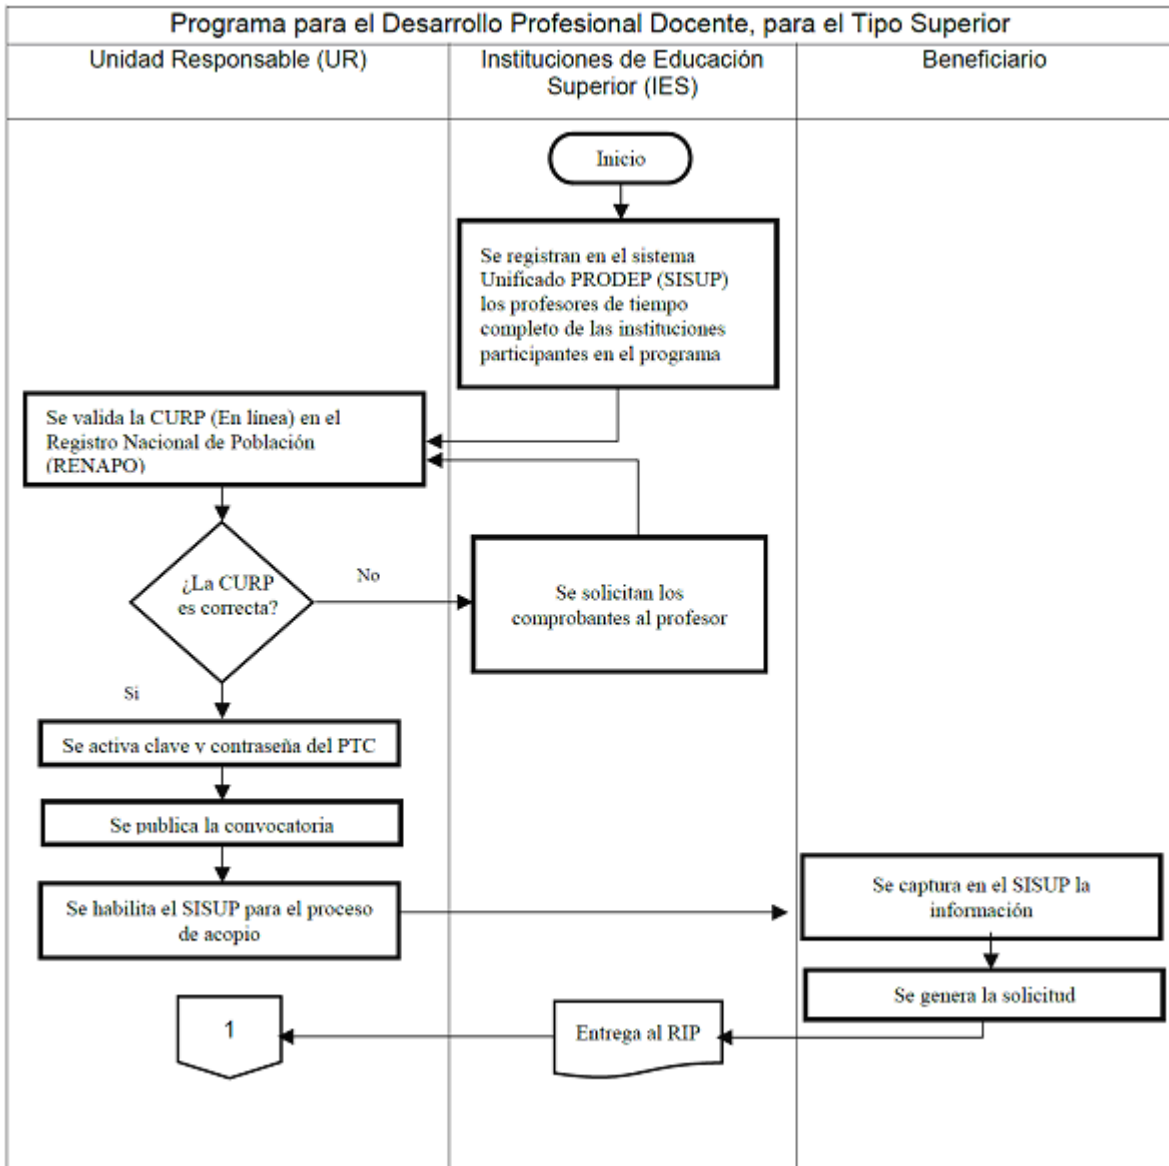 Programa para el Desarrollo Profesional Docente, para el Tipo Superior
Unidad Responsable (UR)
Instituciones de Educación
Superior (IES)
Beneficiario
Inicio
Se registran en el sistema
Unificado PRODEP (SISUP)
los profesores de tiempo
completo de las instituciones
participantes en el programa
Se valida la CURP (En línea) en el
Registro Nacional de Población
(RENAPO)
¿La CURP
es correcta?
No
Se solicitan los
comprobantes al profesor
Si
Se activa clave y contraseña del PTC
Se publica la convocatoria
Se habilita el SISUP para el proceso
de acopio
Se captura en el SISUP la
información
Se genera la solicitud
Entrega al RIP
1